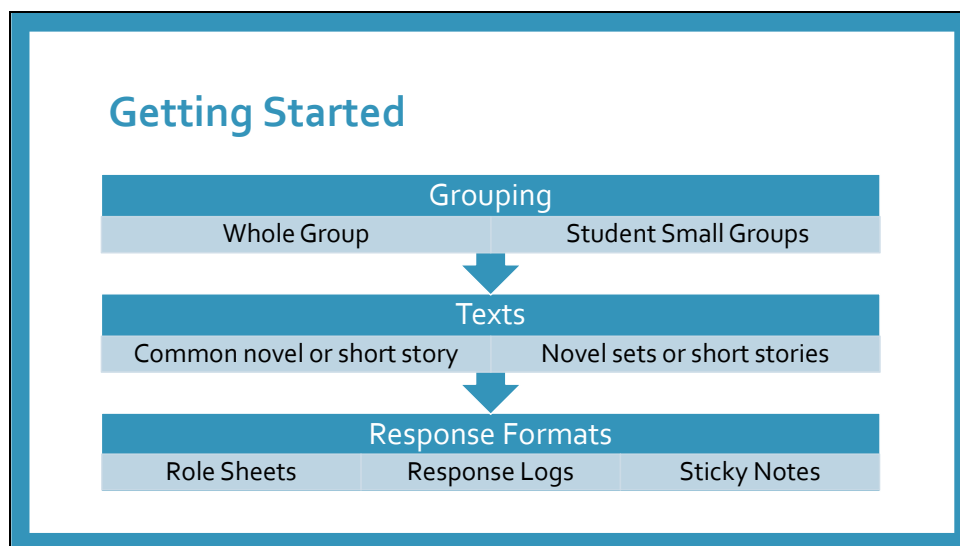 Getting Started
Grouping
Whole Group Student Small Groups
Texts
Common novel or short story Novel sets or short stories
Response Formats
Role Sheets Response Logs Sticky Notes